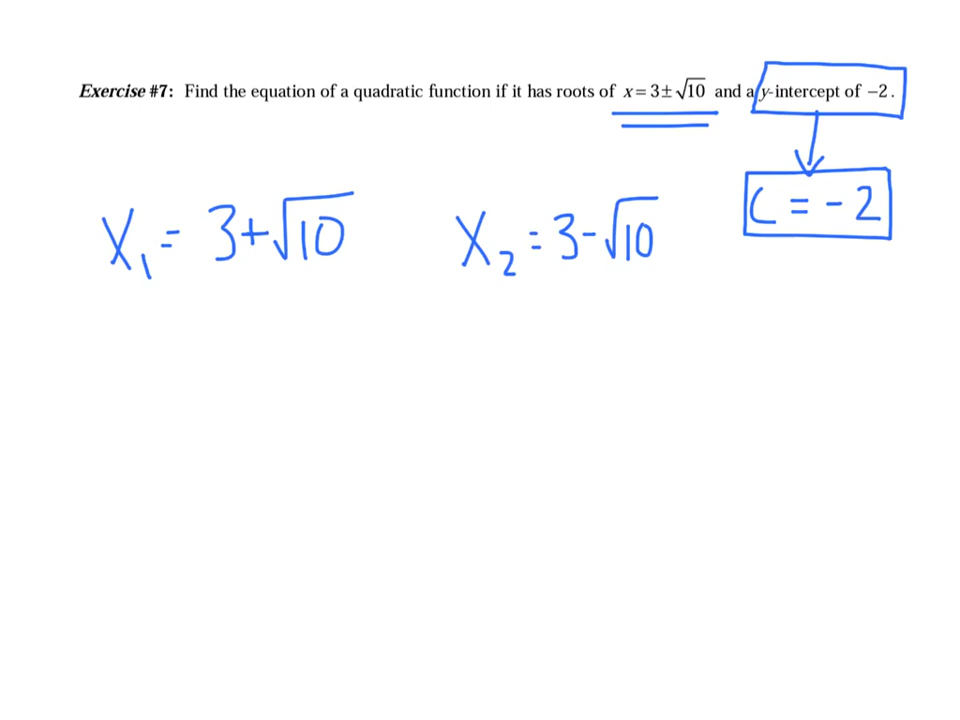 Exercise #7: Find the equation of a quadratic function if it has roots of x = 3 ± √10 and a y-intercept of −2.
C = - 2
X₁ = 3+√10 X₂ = 3-√10